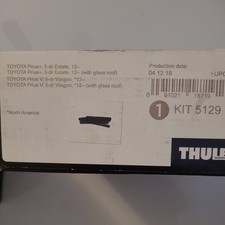 TOYOTA Prius+, 5-dr Estate, 12–
TOYOTA Prius+, 5-dr Estate, 12– (with glass roof)
TOYOTA Prius V, 5-dr Wagon, *12–
TOYOTA Prius V, 5-dr Wagon, *12– (with glass roof)
Production date:
04 12 18
>UPC
*North America
1 KIT 5129
THULE